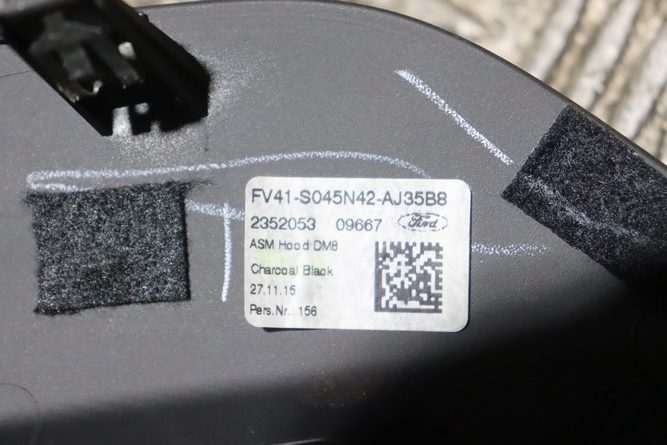 FV41-S045N42-AJ35B8
2352053 09667 Ford
ASM Hood DM8
Charcoal Black
27.11.15
Pers.Nr.: 156